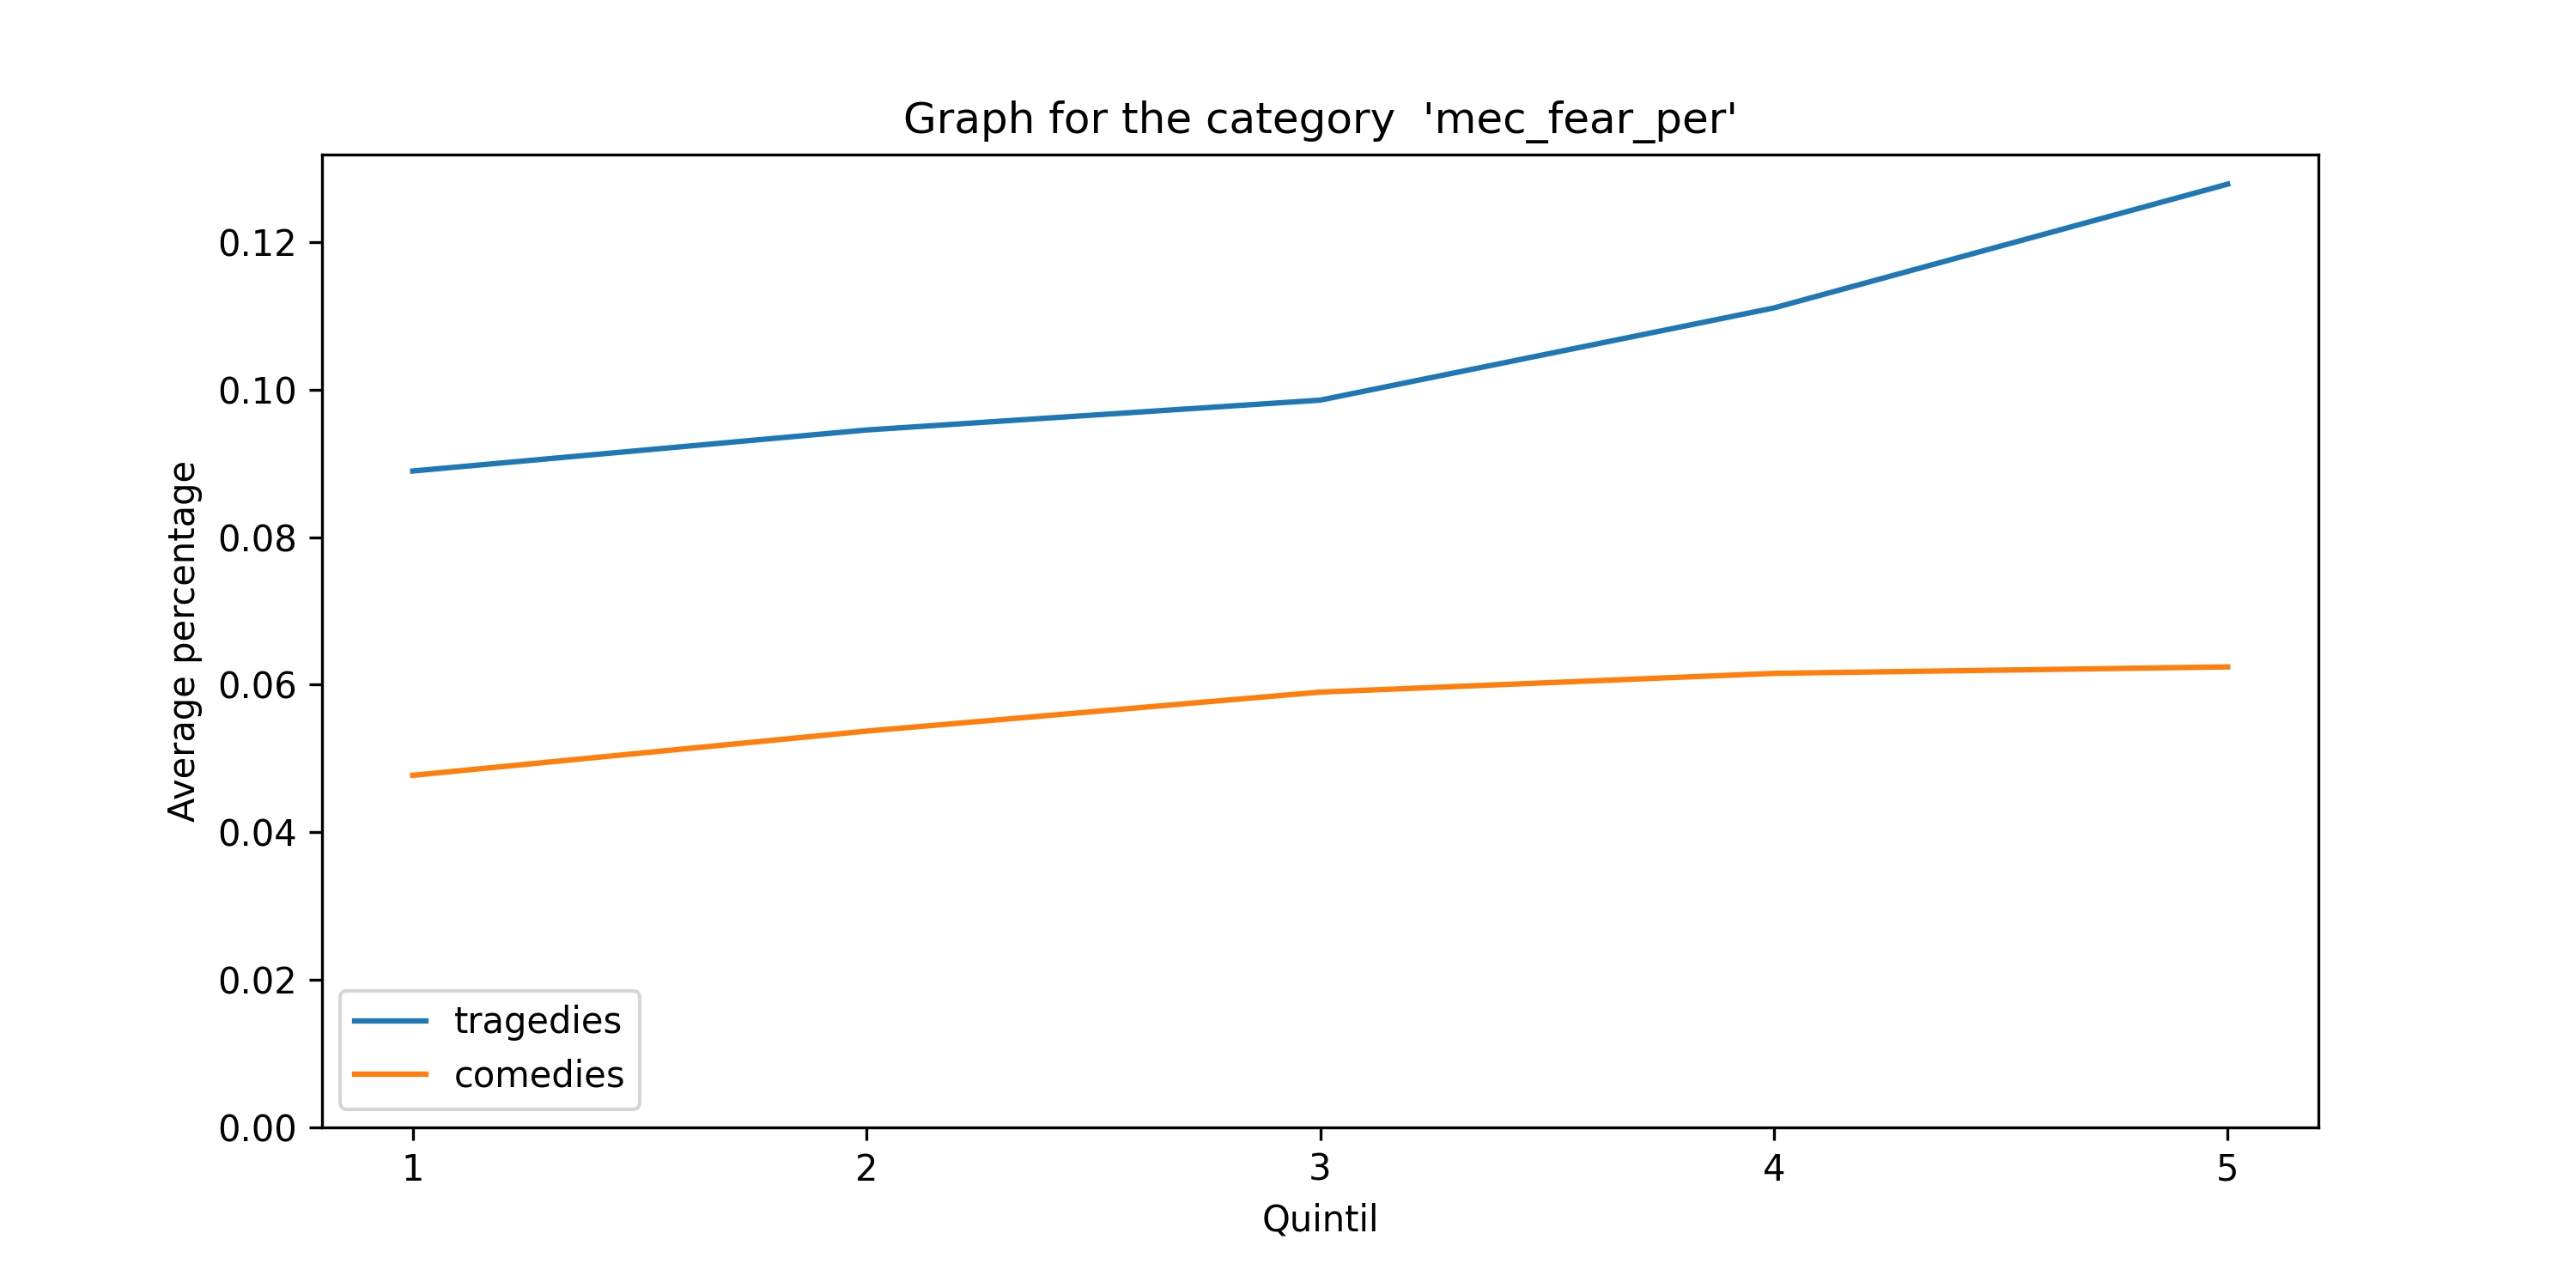 Graph for the category  'mec_fear_per'
Average percentage
0.12
0.10
0.08
0.06
0.04
0.02
0.00
tragedies
comedies
1 2 3 4 5
Quintil